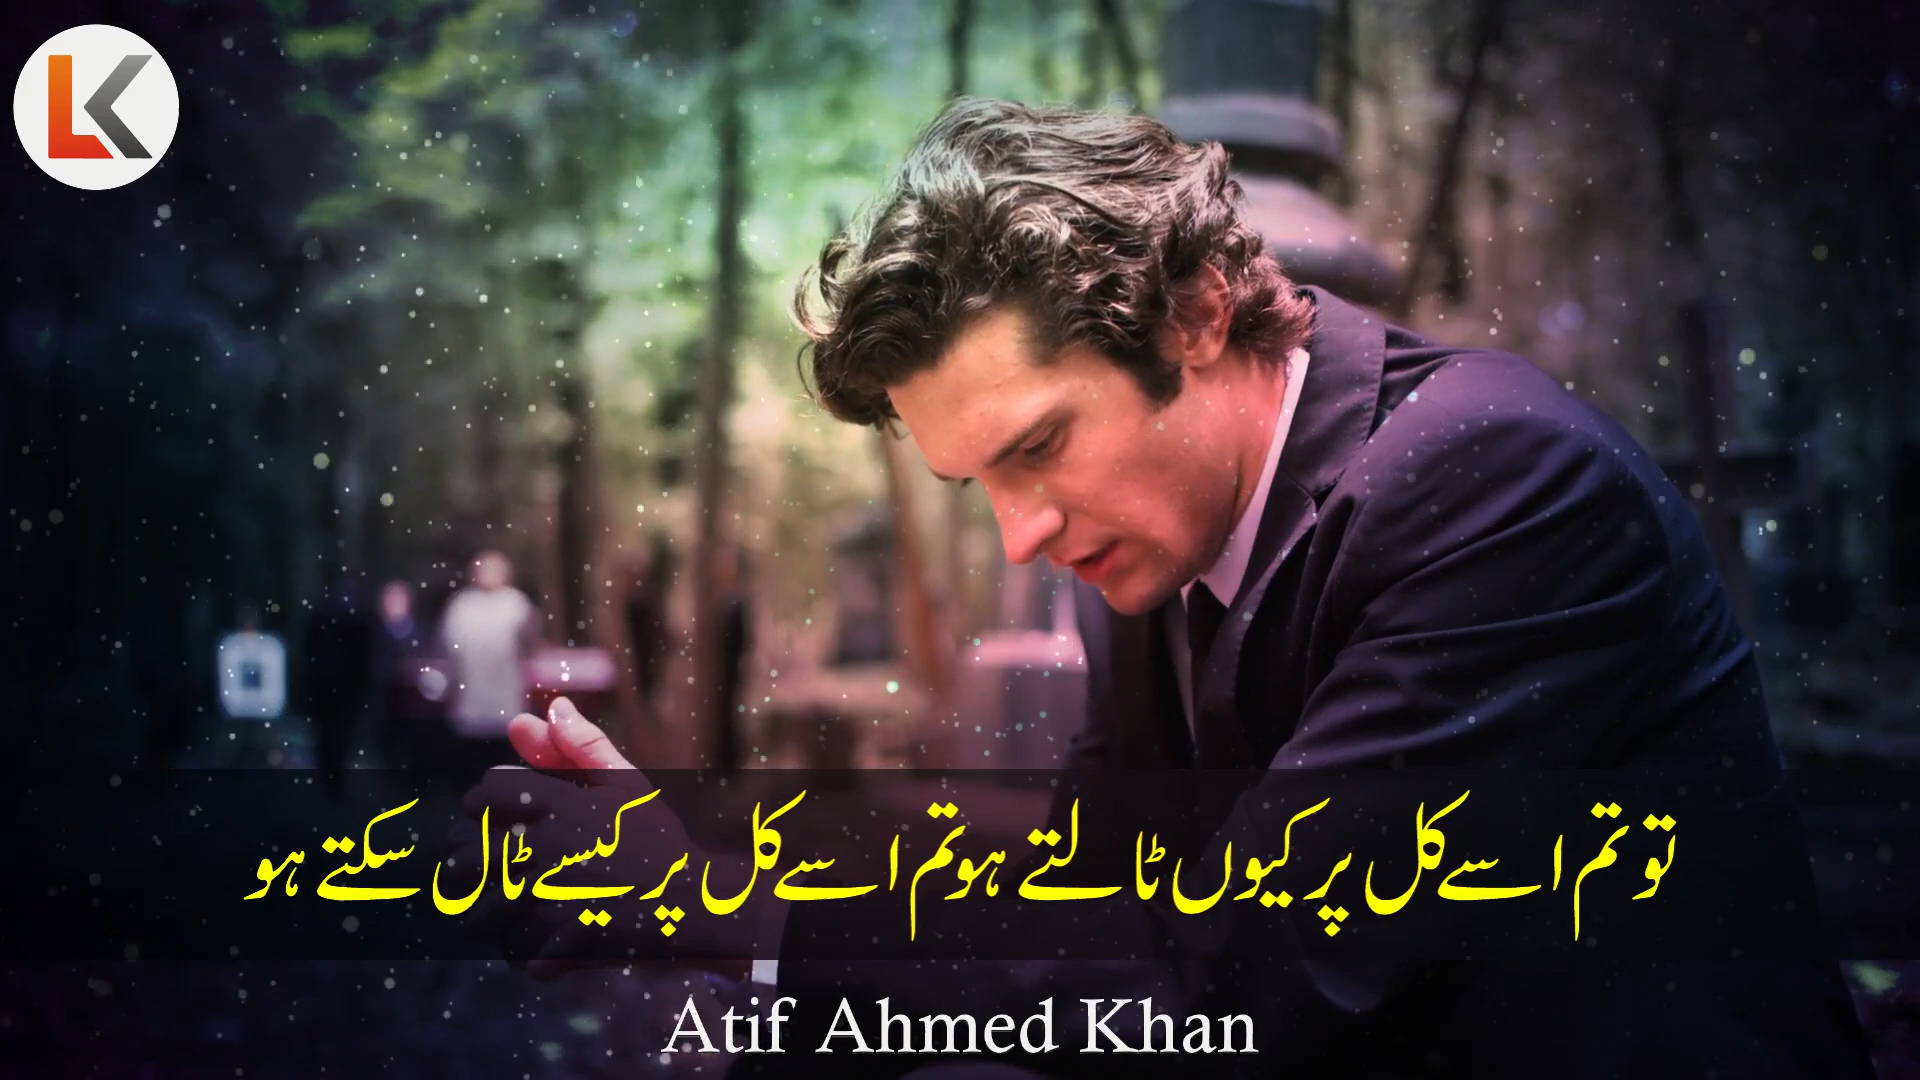 LK
تو تم اسے کل پر کیوں ٹالتے ہو تم اسے کل پر کیسے ٹال سکتے ہو
Atif Ahmed Khan